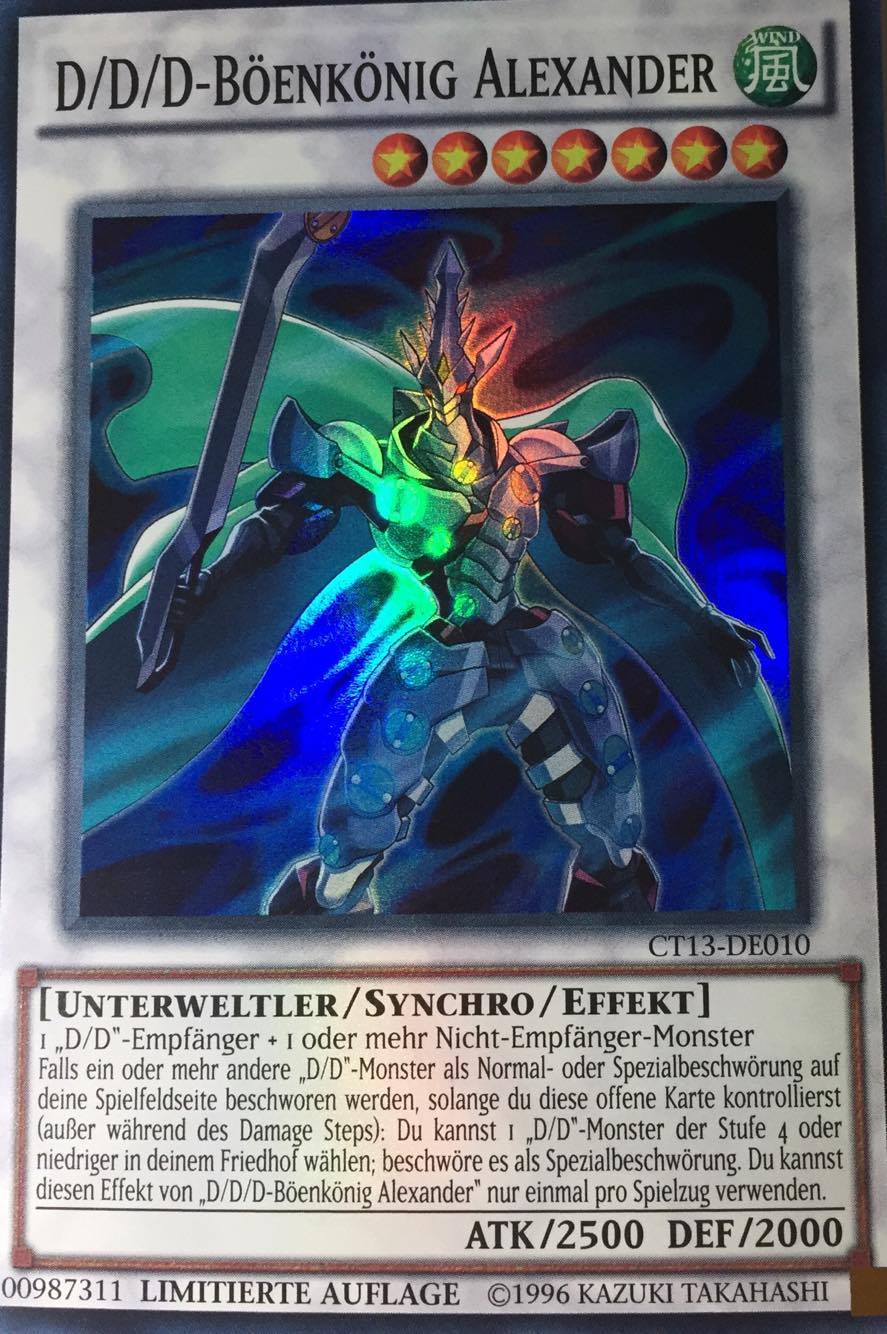 D/D/D-BÖENKÖNIG ALEXANDER
WIND
風
CT13-DE010
[UNTERWELTLER/SYNCHRO/EFFEKT]
1 „D/D"-Empfänger + 1 oder mehr Nicht-Empfänger-Monster
Falls ein oder mehr andere „D/D"-Monster als Normal- oder Spezialbeschwörung auf
deine Spielfeldseite beschworen werden, solange du diese offene Karte kontrollierst
(außer während des Damage Steps): Du kannst 1 „D/D"-Monster der Stufe 4 oder
niedriger in deinem Friedhof wählen; beschwöre es als Spezialbeschwörung. Du kannst
diesen Effekt von „D/D/D-Böenkönig Alexander" nur einmal pro Spielzug verwenden.
ATK/2500 DEF/2000
00987311 LIMITIERTE AUFLAGE ©1996 KAZUKI TAKAHASHI